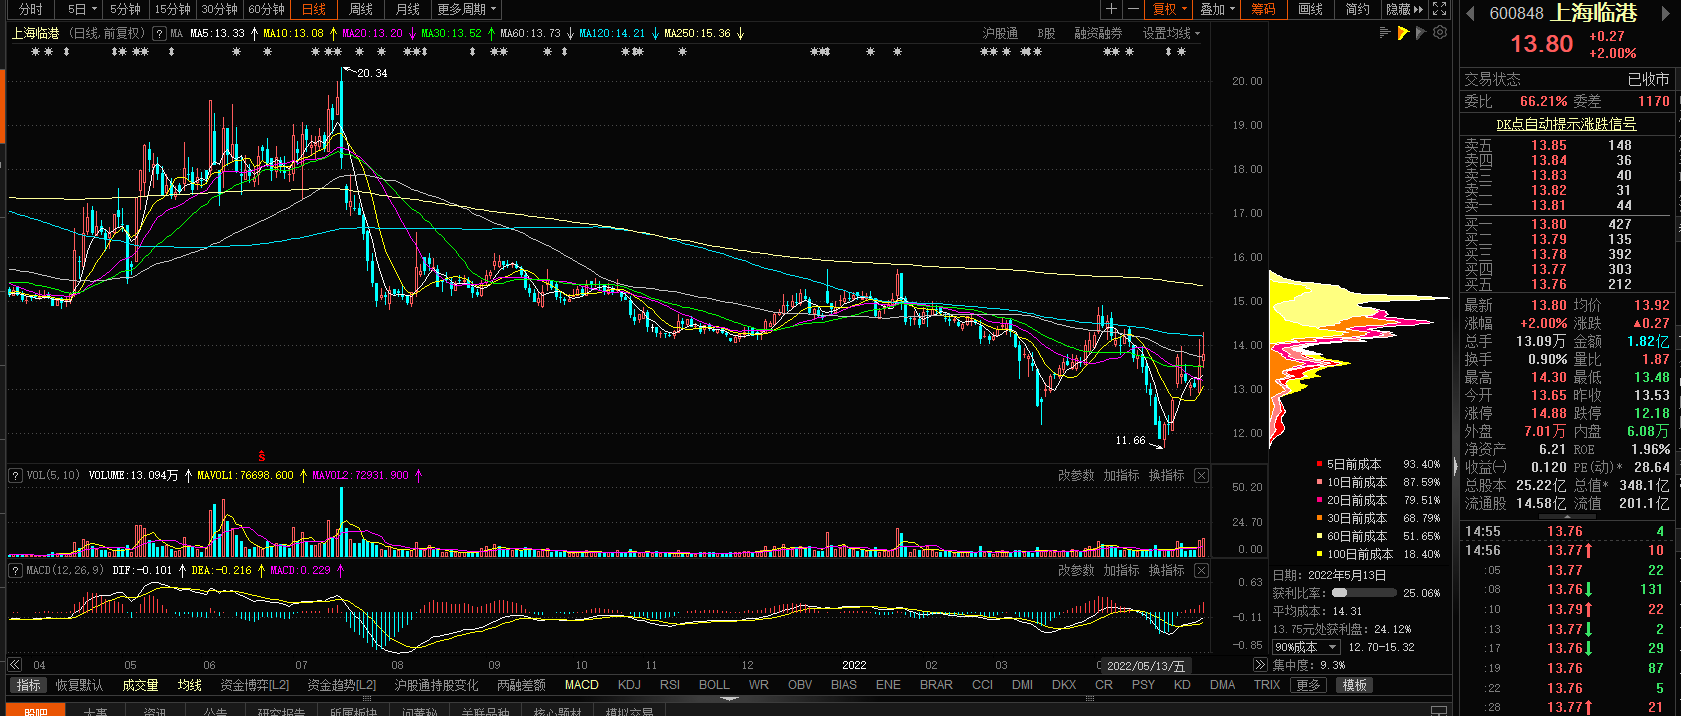 分时 5日 5分钟 15分钟 30分钟 60分钟 日线 周线 月线 更多周期 复权 叠加 筹码 画线 简约 隐藏
上海临港 (日线,前复权) ? MA MA5:13.33 ↑ MA10:13.08 ↑ MA20:13.20 ↓ MA30:13.52 ↑ MA60:13.73 ↓ MA120:14.21 ↓ MA250:15.36 ↓ 沪股通 B股 融资融券 设置均线
20.34
20.00
19.00
18.00
17.00
16.00
15.00
14.00
13.00
12.00
11.66
? VOL(5,10) VOLUME:13.094万 ↑ MAVOL1:76698.600 ↑ MAVOL2:72931.900 ↑ 改参数 加指标 换指标
50.20
24.70
0.00
? MACD(12,26,9) DIF:-0.101 ↑ DEA:-0.216 ↑ MACD:0.229 ↑ 改参数 加指标 换指标
0.63
-0.11
-0.85
04 05 06 07 08 09 10 11 12 2022 02 03 2022/05/13/五
指标 恢复默认 成交量 均线 资金博弈[L2] 资金趋势[L2] 沪股通持股变化 两融差额 MACD KDJ RSI BOLL WR OBV BIAS ENE BRAR CCI DMI DKX CR PSY KD DMA TRIX 更多 模板
股吧 大事 资讯 公告 研究报告 所属板块 问董秘 关联品种 核心题材 模拟交易
5日前成本 93.40%
10日前成本 87.59%
20日前成本 79.51%
30日前成本 68.79%
60日前成本 51.65%
100日前成本 18.40%
日期: 2022年5月13日
获利比率: 25.06%
平均成本: 14.31
13.75元处获利盘: 24.12%
90%成本 12.70-15.32
集中度: 9.3%
600848 上海临港
13.80 +0.27
+2.00%
交易状态 已收市
委比 66.21% 委差 1170
DK点自动提示涨跌信号
卖五 13.85 148
卖四 13.84 36
卖三 13.83 40
卖二 13.82 31
卖一 13.81 44
买一 13.80 427
买二 13.79 135
买三 13.78 392
买四 13.77 303
买五 13.76 212
最新 13.80 均价 13.92
涨幅 +2.00% 涨跌 ▲0.27
总手 13.09万 金额 1.82亿
换手 0.90% 量比 1.87
最高 14.30 最低 13.48
今开 13.65 昨收 13.53
涨停 14.88 跌停 12.18
外盘 7.01万 内盘 6.08万
净资产 6.21 ROE 1.96%
收益㈠ 0.120 PE(动)* 28.64
总股本 25.22亿 总值* 348.1亿
流通股 14.58亿 流值 201.1亿
14:55 13.76 4
14:56 13.77↑ 10
:05 13.77 22
:08 13.76↓ 131
:10 13.79↑ 22
:13 13.77↓ 2
:17 13.76↓ 29
:19 13.76 87
:22 13.76 5
:28 13.77↑ 21